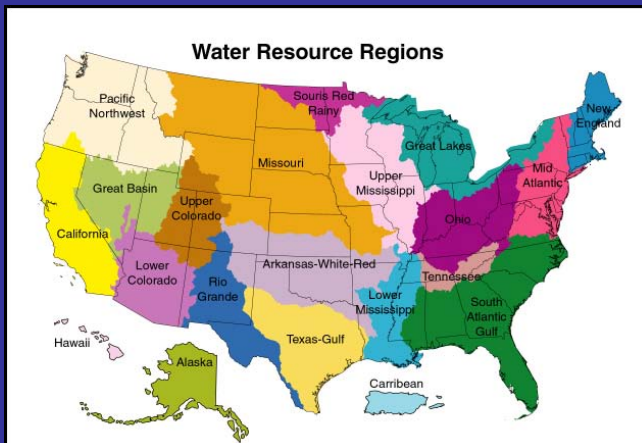 Water Resource Regions
Pacific
Northwest
Souris Red
Rainy
New
England
Great Lakes
Missouri
Upper
Mississippi
Mid
Atlantic
Great Basin
Upper
Colorado
Ohio
California
Lower
Colorado
Arkansas-White-Red
Tennessee
Rio
Grande
Lower
Mississippi
South
Atlantic
Gulf
Texas-Gulf
Hawaii
Alaska
Carribean